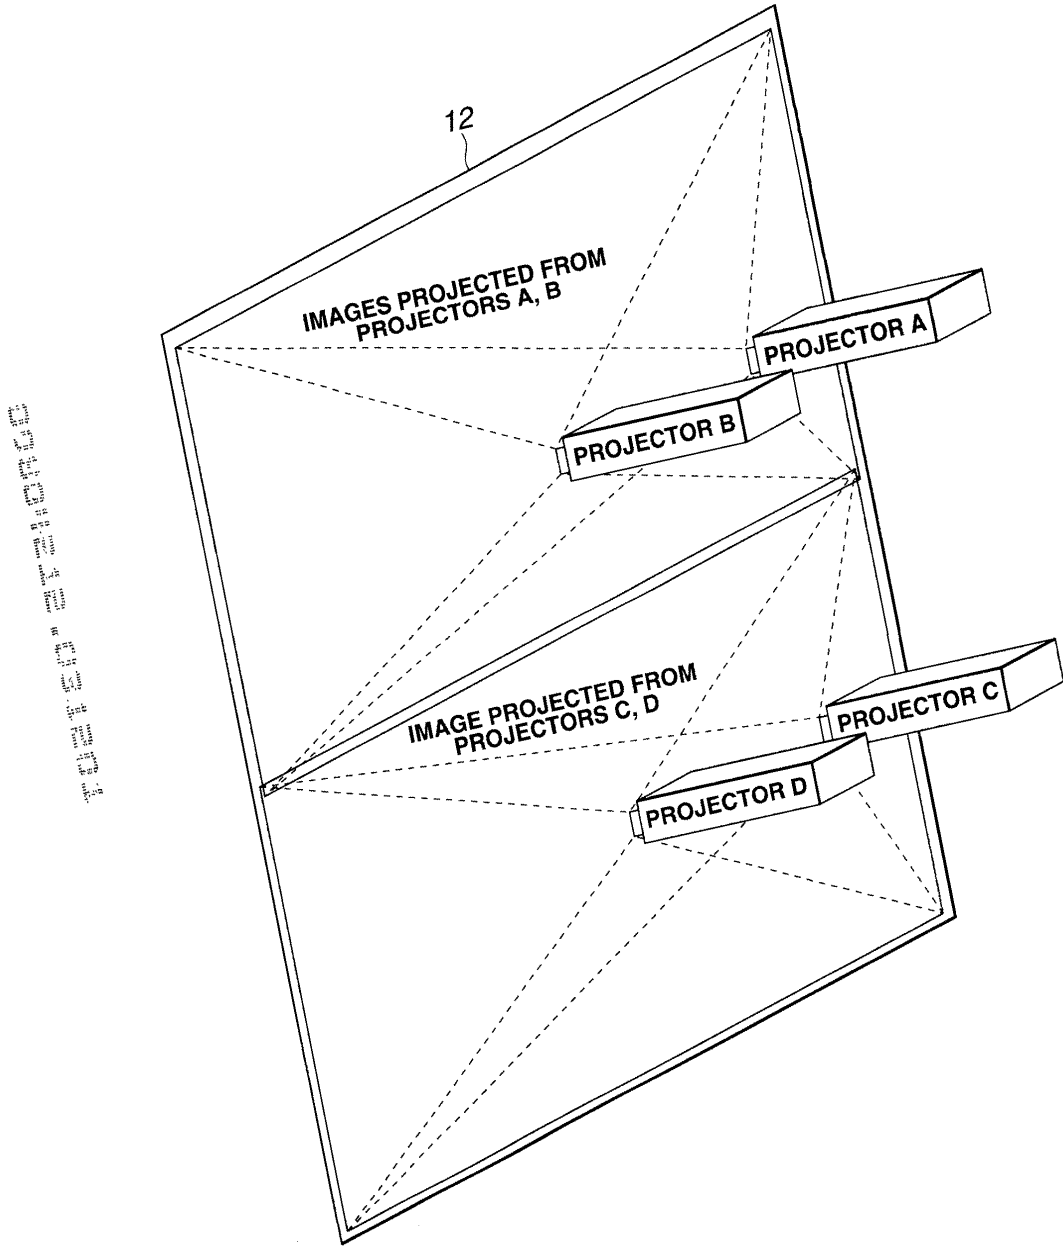 12
IMAGES PROJECTED FROM
PROJECTORS A, B
PROJECTOR A
PROJECTOR B
IMAGE PROJECTED FROM
PROJECTORS C, D
PROJECTOR C
PROJECTOR D